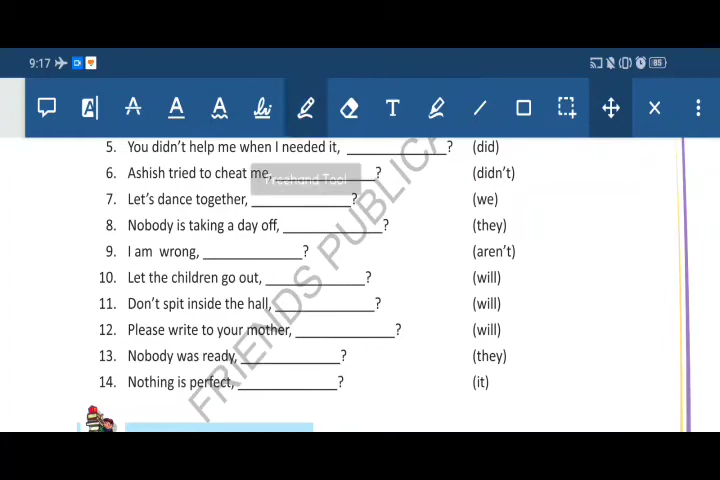 9:17
85
5. You didn't help me when I needed it, ____________? (did)
6. Ashish tried to cheat me, ____________? (didn't)
Freehand Tool
7. Let's dance together, ____________? (we)
8. Nobody is taking a day off, ____________? (they)
9. I am wrong, ____________? (aren't)
10. Let the children go out, ____________? (will)
11. Don't spit inside the hall, ____________? (will)
12. Please write to your mother, ____________? (will)
13. Nobody was ready, ____________? (they)
14. Nothing is perfect, ____________? (it)
FRIENDS PUBLICA